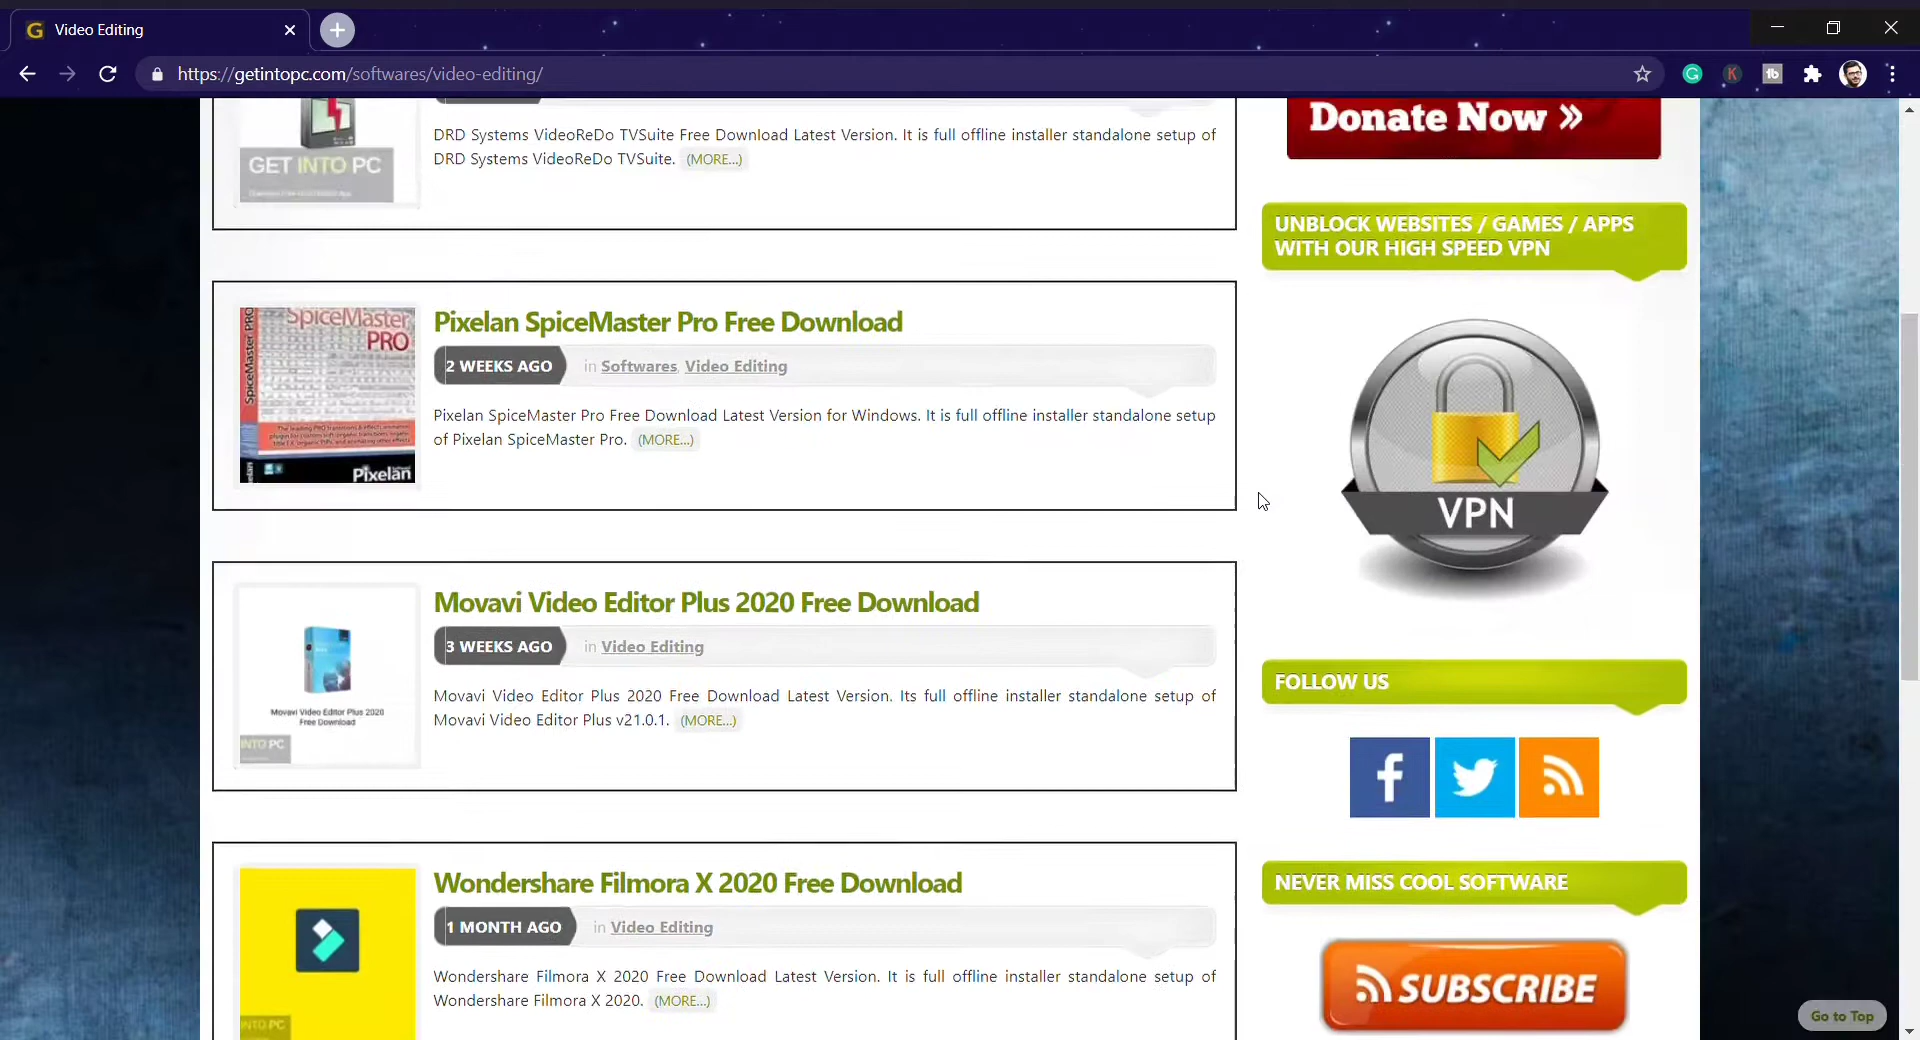 Video Editing
https://getintopc.com/softwares/video-editing/
DRD Systems VideoReDo TVSuite Free Download Latest Version. It is full offline installer standalone setup of
DRD Systems VideoReDo TVSuite. (MORE...)
GET INTO PC
Donate Now »
UNBLOCK WEBSITES / GAMES / APPS
WITH OUR HIGH SPEED VPN
VPN
SpiceMaster
PRO
SpiceMaster PRO
Pixelan
Pixelan SpiceMaster Pro Free Download
2 WEEKS AGO
in Softwares, Video Editing
Pixelan SpiceMaster Pro Free Download Latest Version for Windows. It is full offline installer standalone setup
of Pixelan SpiceMaster Pro. (MORE...)
Movavi Video Editor Plus 2020
Free Download
INTO PC
Movavi Video Editor Plus 2020 Free Download
3 WEEKS AGO
in Video Editing
Movavi Video Editor Plus 2020 Free Download Latest Version. Its full offline installer standalone setup of
Movavi Video Editor Plus v21.0.1. (MORE...)
FOLLOW US
NEVER MISS COOL SOFTWARE
SUBSCRIBE
INTO PC
Wondershare Filmora X 2020 Free Download
1 MONTH AGO
in Video Editing
Wondershare Filmora X 2020 Free Download Latest Version. It is full offline installer standalone setup of
Wondershare Filmora X 2020. (MORE...)
Go to Top